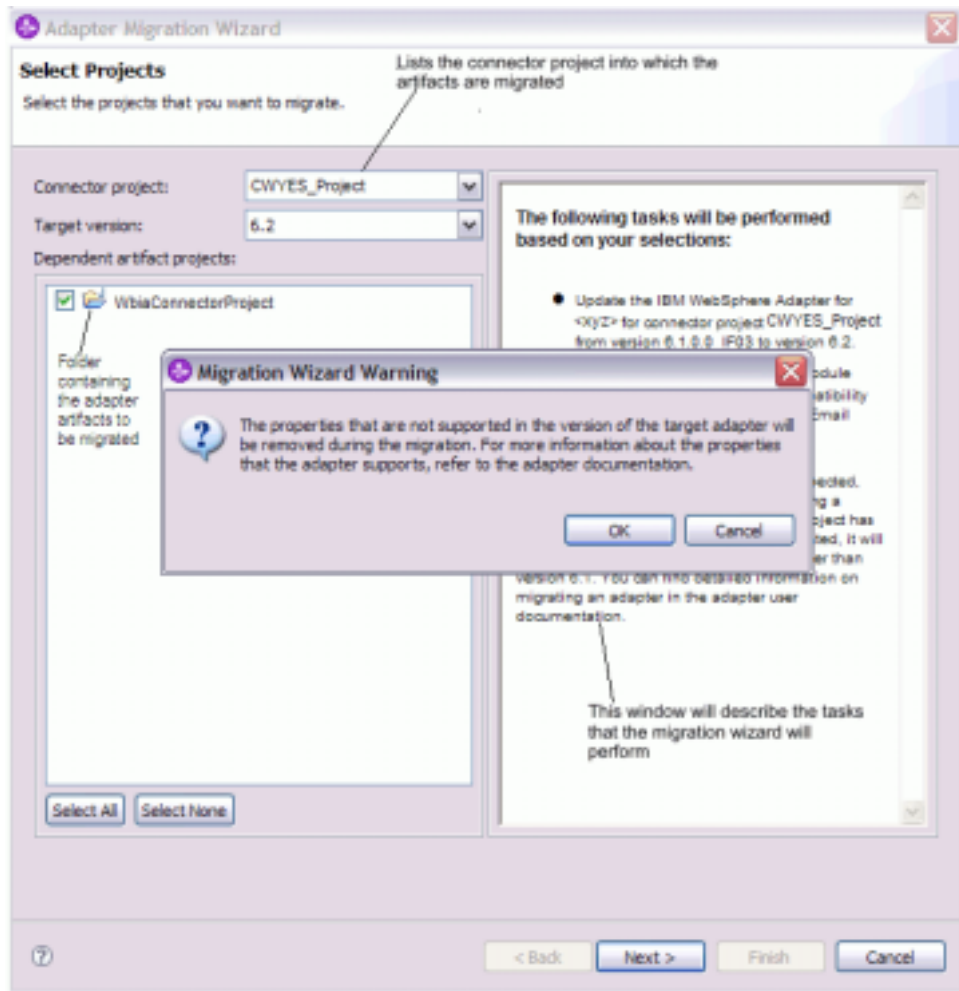 Adapter Migration Wizard
Select Projects
Select the projects that you want to migrate.
Lists the connector project into which the
artifacts are migrated
Connector project:
CWYES_Project
Target version:
6.2
Dependent artifact projects:
WbiaConnectorProject
Folder
containing
the adapter
artifacts to
be migrated
The following tasks will be performed
based on your selections:
Update the IBM WebSphere Adapter for
<xyz> for connector project CWYES_Project
from version 6.1.0.0_IF03 to version 6.2.
Migration Wizard Warning
The properties that are not supported in the version of the target adapter will
be removed during the migration. For more information about the properties
that the adapter supports, refer to the adapter documentation.
OK
Cancel
ject has
ted, it will
er than
version 6.1. You can find detailed information on
migrating an adapter in the adapter user
documentation.
This window will describe the tasks
that the migration wizard will
perform
Select All
Select None
?
< Back
Next >
Finish
Cancel